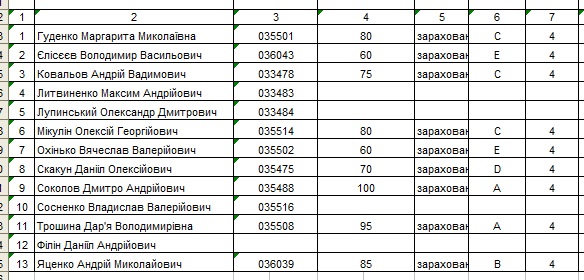 1 2 3 4 5 6 7
1 Гуденко Маргарита Миколаївна 035501 80 зарахован C 4
2 Єлісєєв Володимир Васильович 036043 60 зарахован E 4
3 Ковальов Андрій Вадимович 033478 75 зарахован C 4
4 Литвиненко Максим Андрійович 033483
5 Лупинський Олександр Дмитрович 033484
6 Мікулін Олексій Георгійович 035514 80 зарахован C 4
7 Охінько Вячеслав Валерійович 035502 60 зарахован E 4
8 Скакун Данііл Олексійович 035475 70 зарахован D 4
9 Соколов Дмитро Андрійович 035488 100 зарахован A 4
10 Сосненко Владислав Валерійович 035516
11 Трошина Дар'я Володимирівна 035508 95 зарахован A 4
12 Філін Данііл Андрійович
13 Яценко Андрій Миколайович 036039 85 зарахован B 4